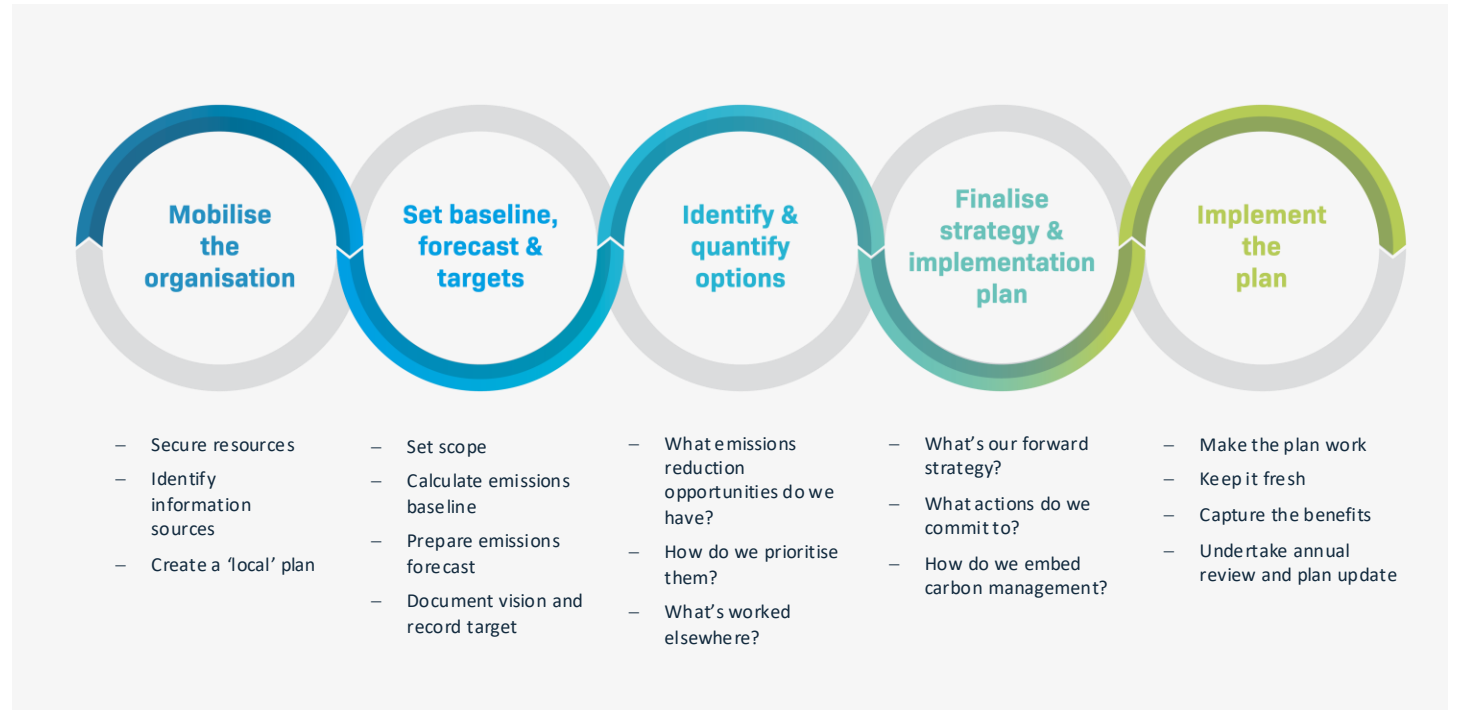 Mobilise
the
organisation
Set baseline,
forecast &
targets
Identify &
quantify
options
Finalise
strategy &
implementation
plan
Implement
the
plan
– Secure resources
– Identify
information
sources
– Create a ‘local’ plan
– Set scope
– Calculate emissions
baseline
– Prepare emissions
forecast
– Document vision and
record target
– What emissions
reduction
opportunities do we
have?
– How do we prioritise
them?
– What’s worked
elsewhere?
– What’s our forward
strategy?
– What actions do we
commit to?
– How do we embed
carbon management?
– Make the plan work
– Keep it fresh
– Capture the benefits
– Undertake annual
review and plan update